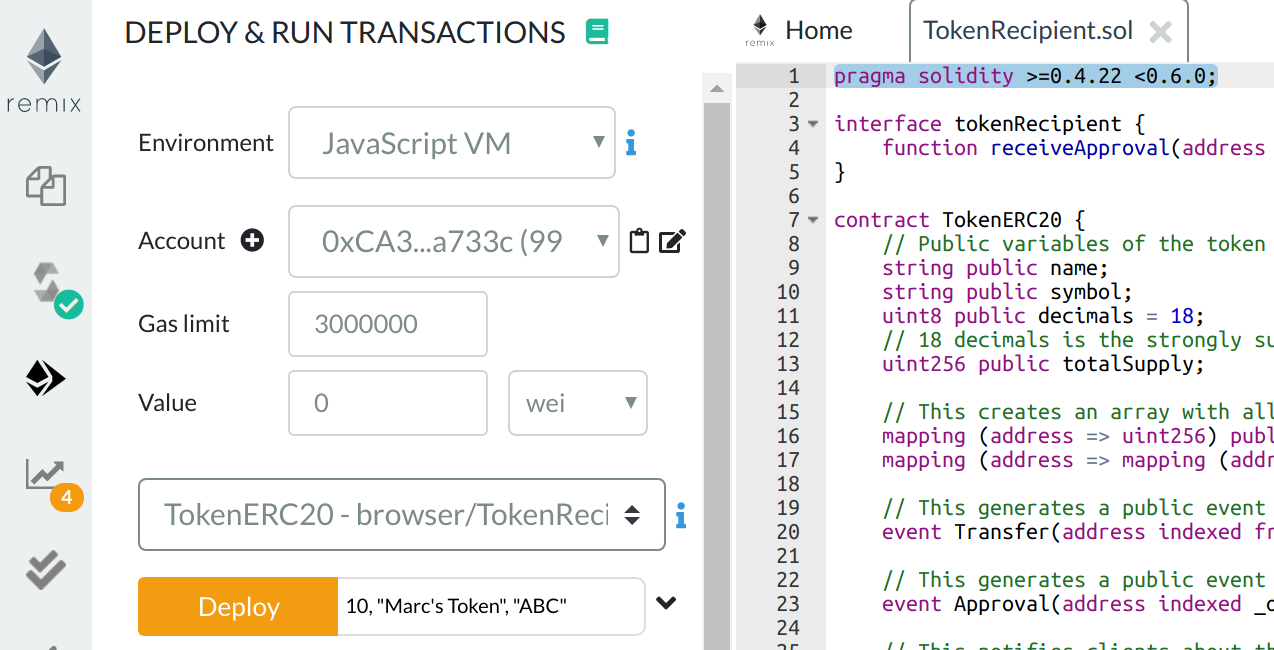 remix
4
DEPLOY & RUN TRANSACTIONS
Environment
JavaScript VM
Account
0xCA3...a733c (99
Gas limit
3000000
Value
0
wei
TokenERC20 - browser/TokenReci
Deploy
10, "Marc's Token", "ABC"
remix
Home
TokenRecipient.sol
1 pragma solidity >=0.4.22 <0.6.0;
2
3 interface tokenRecipient {
4 function receiveApproval(address
5 }
6
7 contract TokenERC20 {
8 // Public variables of the token
9 string public name;
10 string public symbol;
11 uint8 public decimals = 18;
12 // 18 decimals is the strongly su
13 uint256 public totalSupply;
14
15 // This creates an array with all
16 mapping (address => uint256) publ
17 mapping (address => mapping (addr
18
19 // This generates a public event
20 event Transfer(address indexed fr
21
22 // This generates a public event
23 event Approval(address indexed _o
24
25 // This notifies clients about th